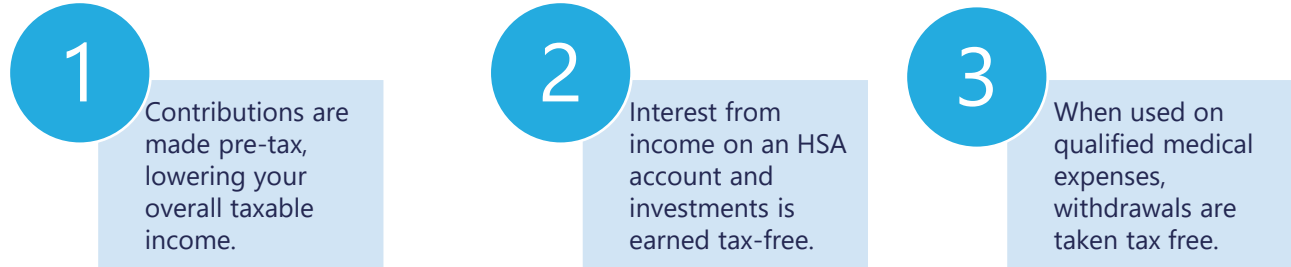 1
Contributions are
made pre-tax,
lowering your
overall taxable
income.
2
Interest from
income on an HSA
account and
investments is
earned tax-free.
3
When used on
qualified medical
expenses,
withdrawals are
taken tax free.